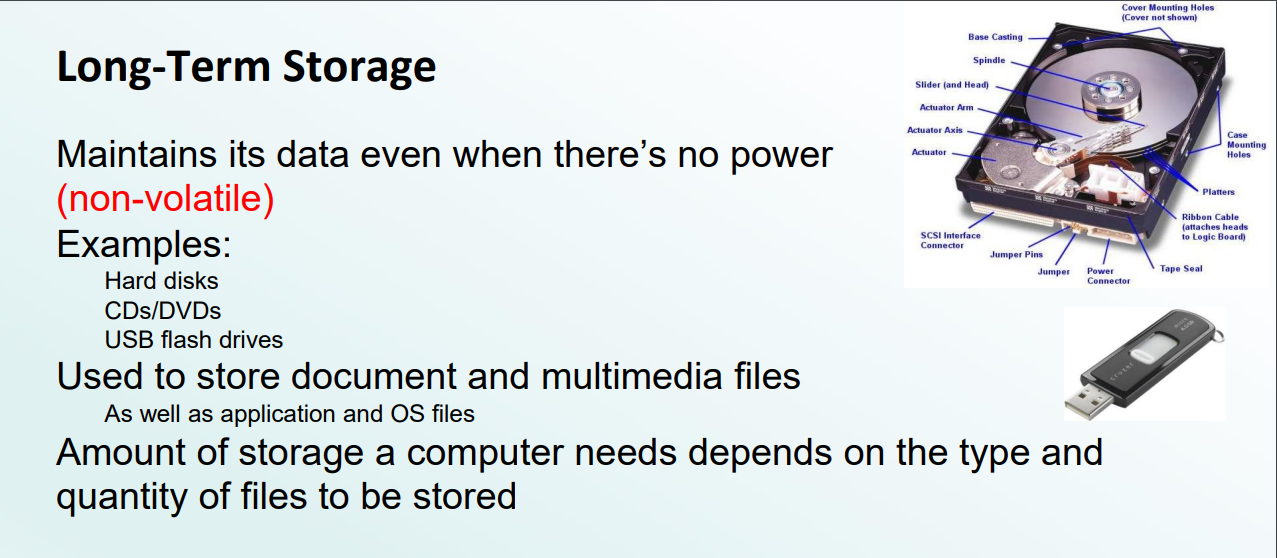 Long-Term Storage
Maintains its data even when there's no power
(non-volatile)
Examples:
Hard disks
CDs/DVDs
USB flash drives
Used to store document and multimedia files
As well as application and OS files
Amount of storage a computer needs depends on the type and
quantity of files to be stored
Cover Mounting Holes
(Cover not shown)
Base Casting
Spindle
Slider (and Head)
Actuator Arm
Actuator Axis
Actuator
Case
Mounting
Holes
Platters
Ribbon Cable
(attaches heads
to Logic Board)
SCSI Interface
Connector
Jumper Pins
Jumper
Power
Connector
Tape Seal
cruzer